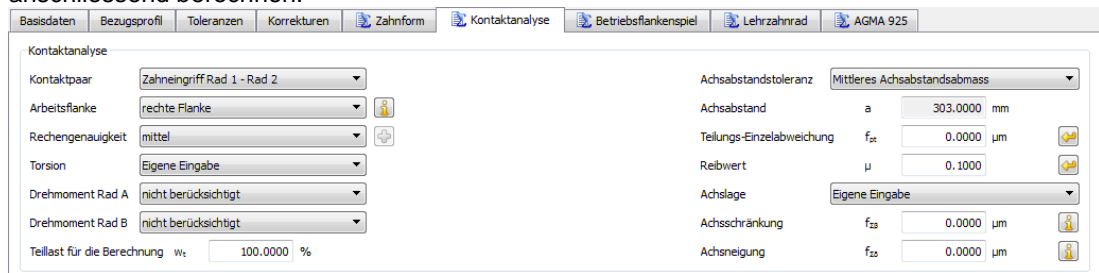 anschliessend berechnen.
Basisdaten Bezugsprofil Toleranzen Korrekturen Zahnform Kontaktanalyse Betriebsflankenspiel Lehrzahnrad AGMA 925
Kontaktanalyse
Kontaktpaar Zahneingriff Rad 1 - Rad 2 Achsabstandstoleranz Mittleres Achsabstandsabmass
Arbeitsflanke rechte Flanke Achsabstand a 303.0000 mm
Rechengenauigkeit mittel Teilungs-Einzelabweichung fpt 0.0000 µm
Torsion Eigene Eingabe Reibwert µ 0.1000
Drehmoment Rad A nicht berücksichtigt Achslage Eigene Eingabe
Drehmoment Rad B nicht berücksichtigt Achsschränkung fΣβ 0.0000 µm
Teillast für die Berechnung wt 100.0000 % Achsneigung fΣδ 0.0000 µm